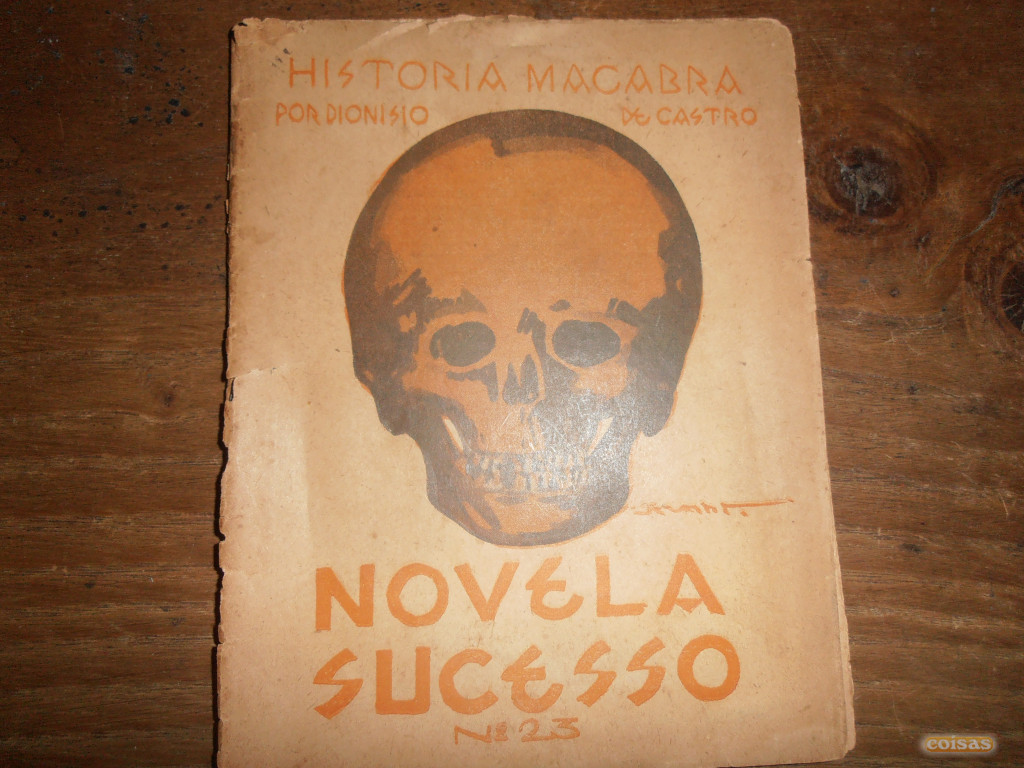 HISTORIA MACABRA
POR DIONISIO DE CASTRO
NOVELA
SUCESSO
Nº 23
coisas